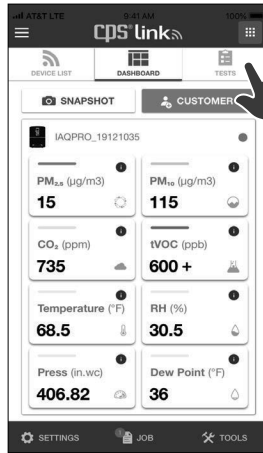 AT&T LTE 9:41 AM 100%
cps link
DEVICE LIST DASHBOARD TESTS
SNAPSHOT CUSTOMER
IAQPRO_19121035
PM2.5 (µg/m3) PM10 (µg/m3)
15 115
CO2 (ppm) tVOC (ppb)
735 600 +
Temperature (°F) RH (%)
68.5 30.5
Press (in.wc) Dew Point (°F)
406.82 36
SETTINGS JOB TOOLS